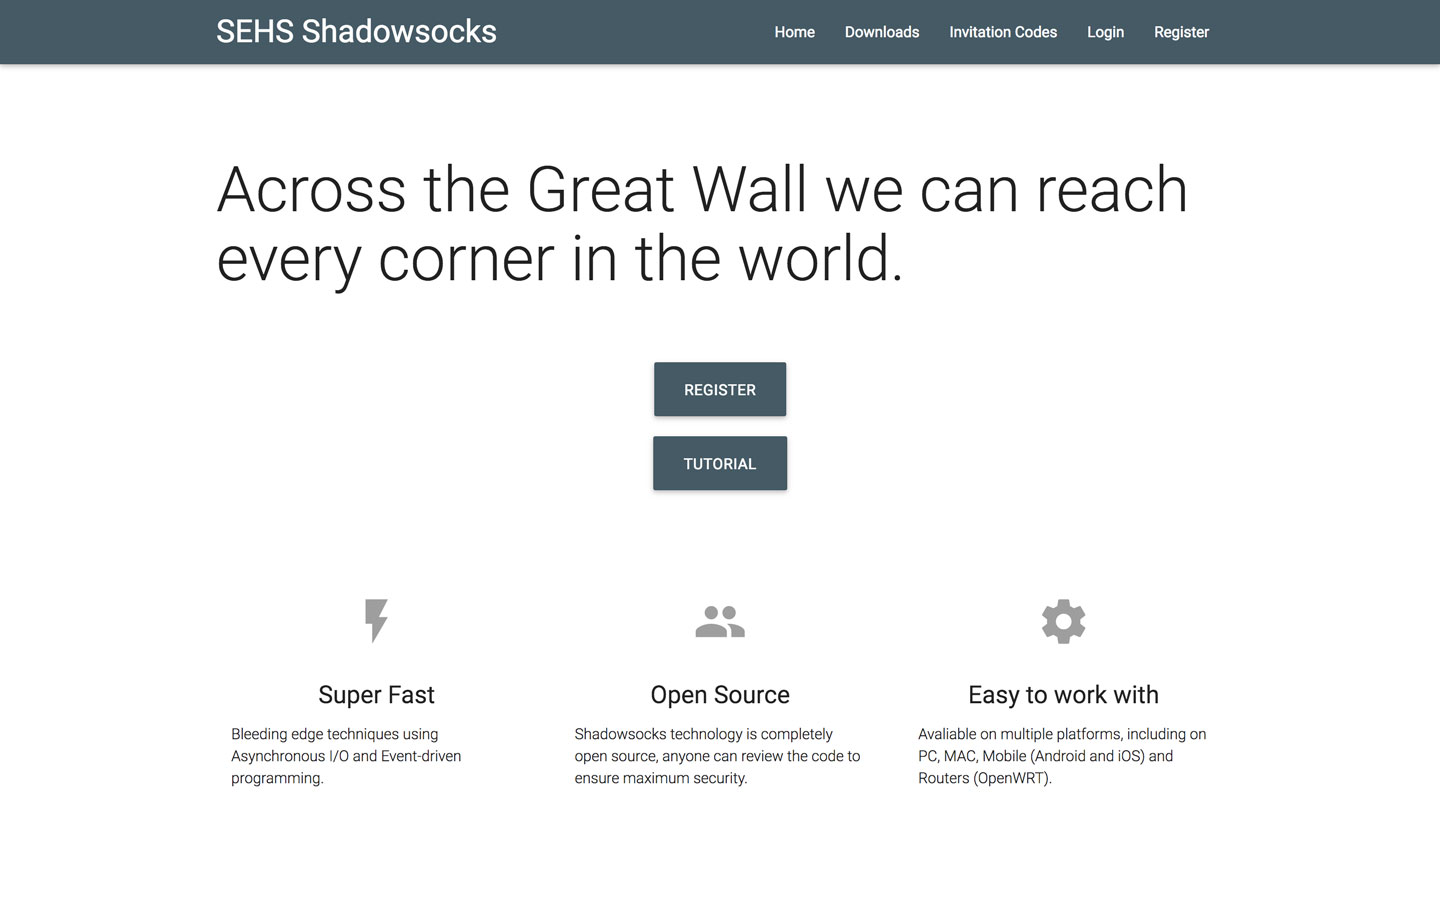 SEHS Shadowsocks
Home Downloads Invitation Codes Login Register
Across the Great Wall we can reach
every corner in the world.
REGISTER
TUTORIAL
Super Fast
Bleeding edge techniques using
Asynchronous I/O and Event-driven
programming.
Open Source
Shadowsocks technology is completely
open source, anyone can review the code to
ensure maximum security.
Easy to work with
Avaliable on multiple platforms, including on
PC, MAC, Mobile (Android and iOS) and
Routers (OpenWRT).